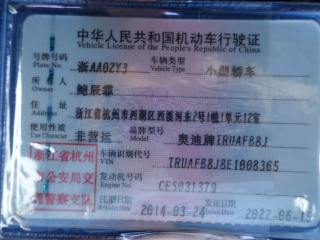 中华人民共和国机动车行驶证
Vehicle License of the People's Republic of China
号牌号码 浙AA02Y3 车辆类型 小型轿车
Plate No. Vehicle Type
所有人 鲍辰霏
Owner
住址 浙江省杭州市西湖区西溪河东2号1幢1单元12室
Address
使用性质 非营运 品牌型号 奥迪牌TRUAFB8J
Use Character Model
浙江省杭州 车辆识别代号 TRUAFB8J8E1008365
VIN
市公安局交 发动机号码 CES031379
Engine No.
通警察支队 注册日期 2014-03-24 发证日期
Register Date Issue Date